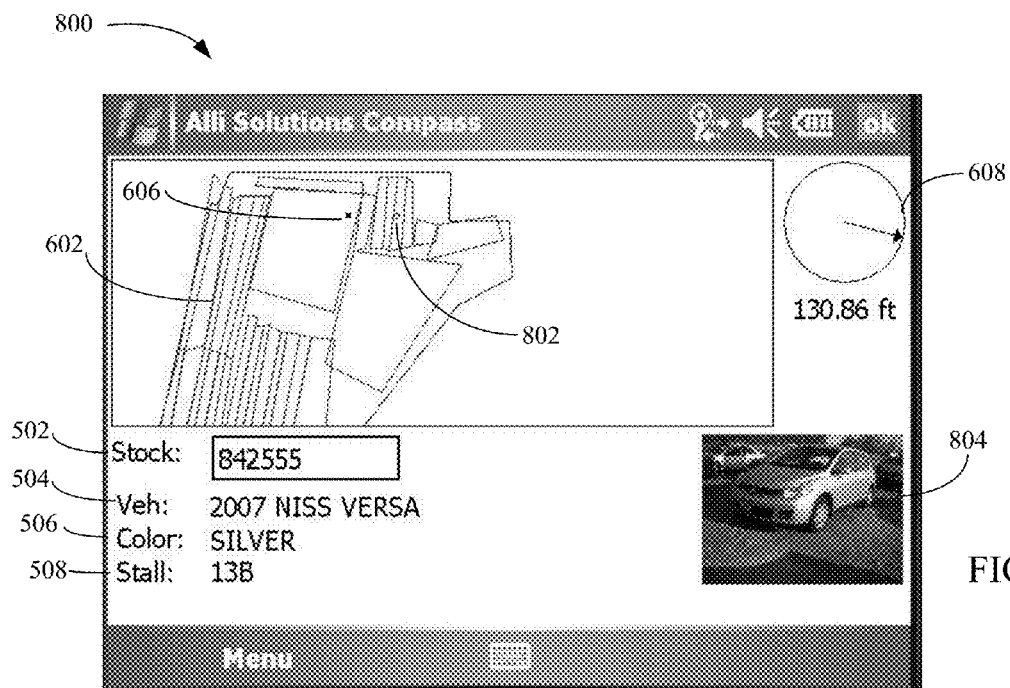 800
Alli Solutions Compass
ok
606
608
602
130.86 ft
802
502
Stock: 842555
804
504
Veh: 2007 NISS VERSA
506
Color: SILVER
508
Stall: 13B
FIG
Menu